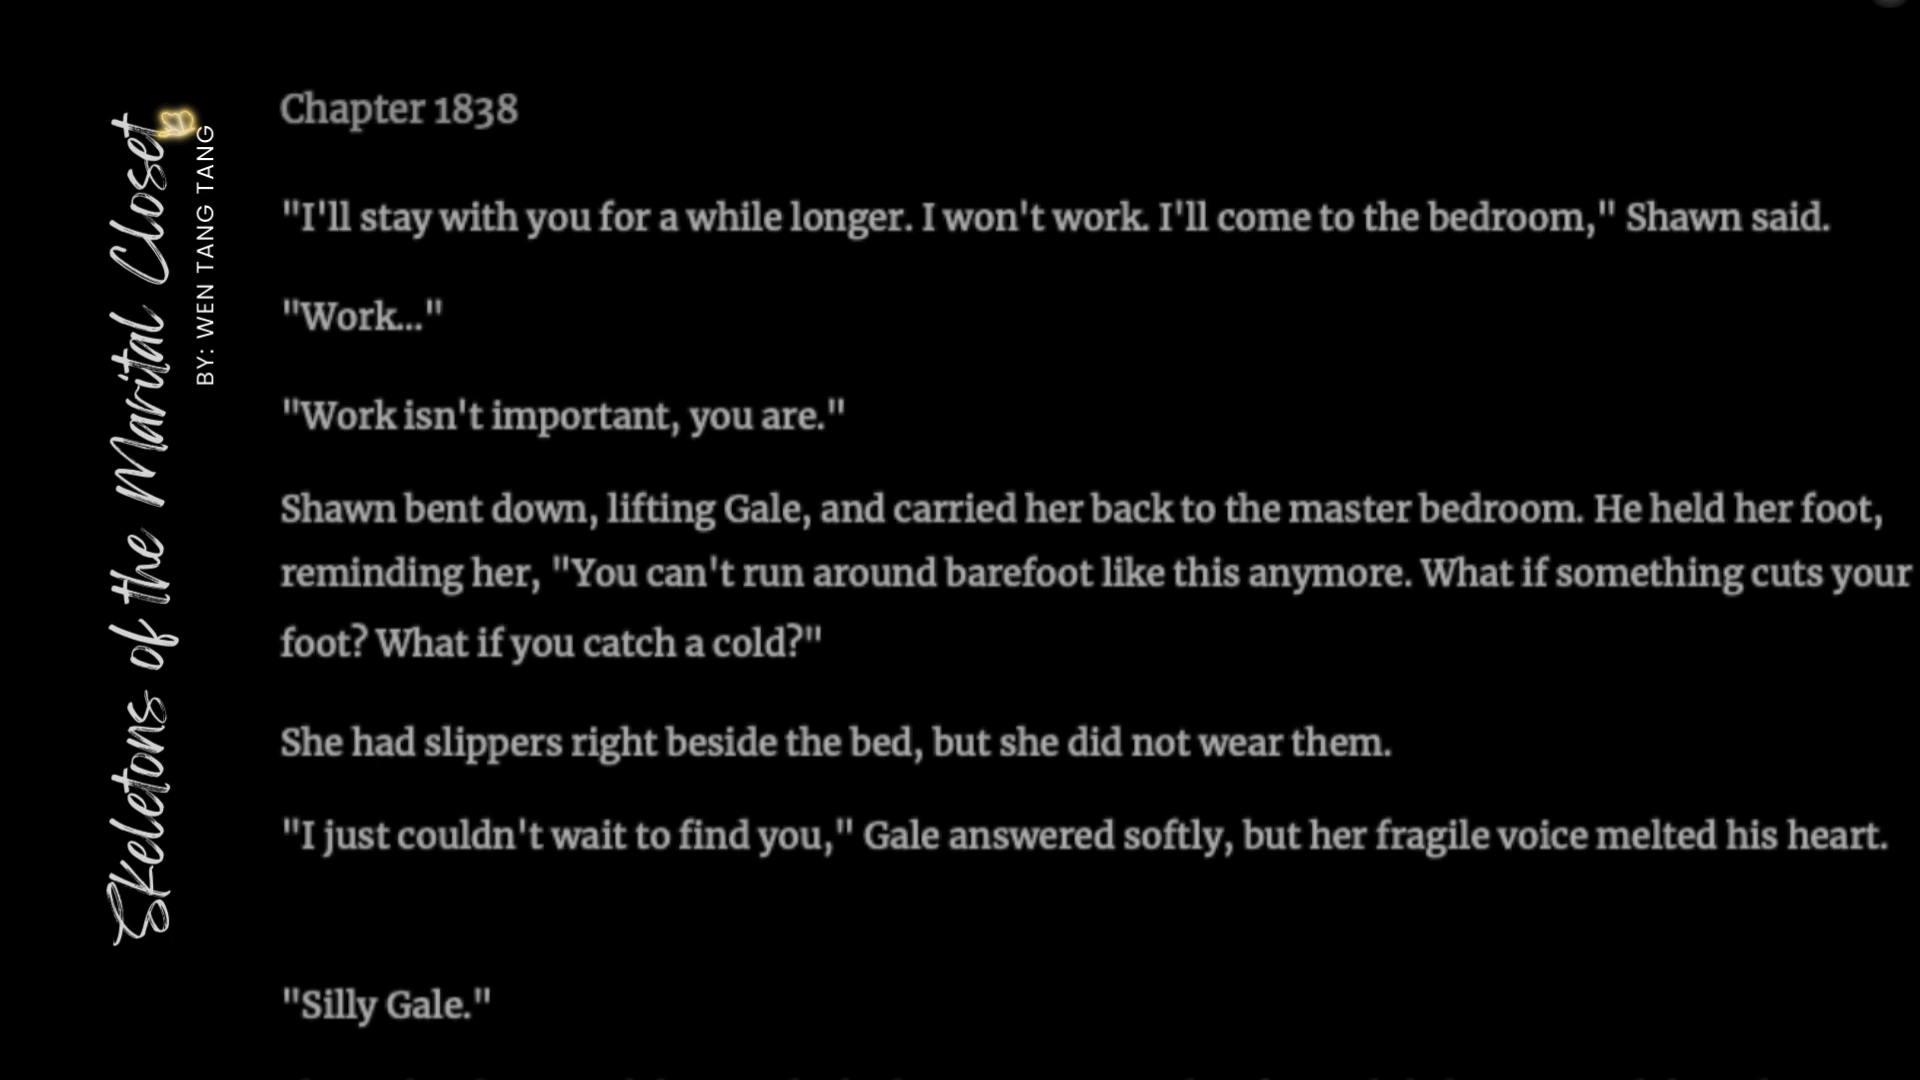 Skeletons of the Marital Closet
BY: WEN TANG TANG
Chapter 1838
"I'll stay with you for a while longer. I won't work. I'll come to the bedroom," Shawn said.
"Work..."
"Work isn't important, you are."
Shawn bent down, lifting Gale, and carried her back to the master bedroom. He held her foot,
reminding her, "You can't run around barefoot like this anymore. What if something cuts your
foot? What if you catch a cold?"
She had slippers right beside the bed, but she did not wear them.
"I just couldn't wait to find you," Gale answered softly, but her fragile voice melted his heart.
"Silly Gale."